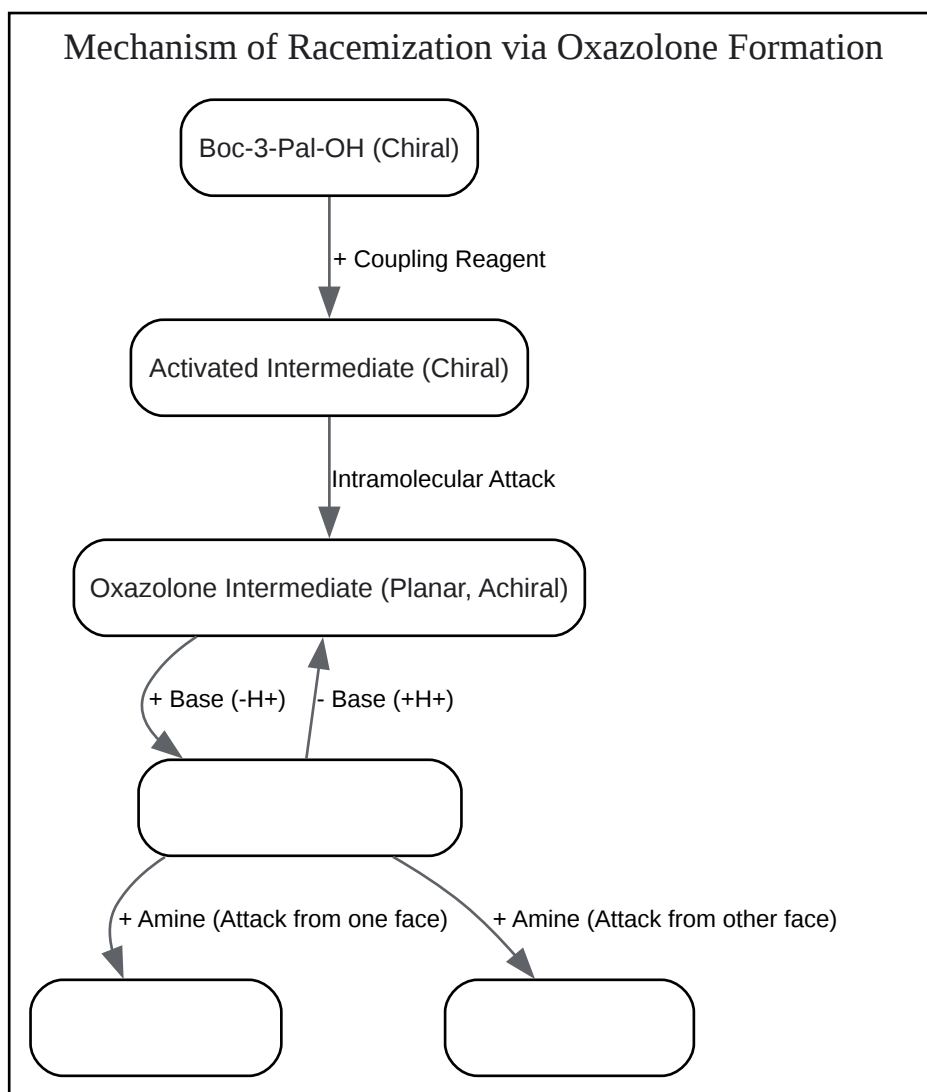 Mechanism of Racemization via Oxazolone Formation
Boc-3-Pal-OH (Chiral)
+ Coupling Reagent
Activated Intermediate (Chiral)
Intramolecular Attack
Oxazolone Intermediate (Planar, Achiral)
+ Base (-H+)
- Base (+H+)
+ Amine (Attack from one face)
+ Amine (Attack from other face)